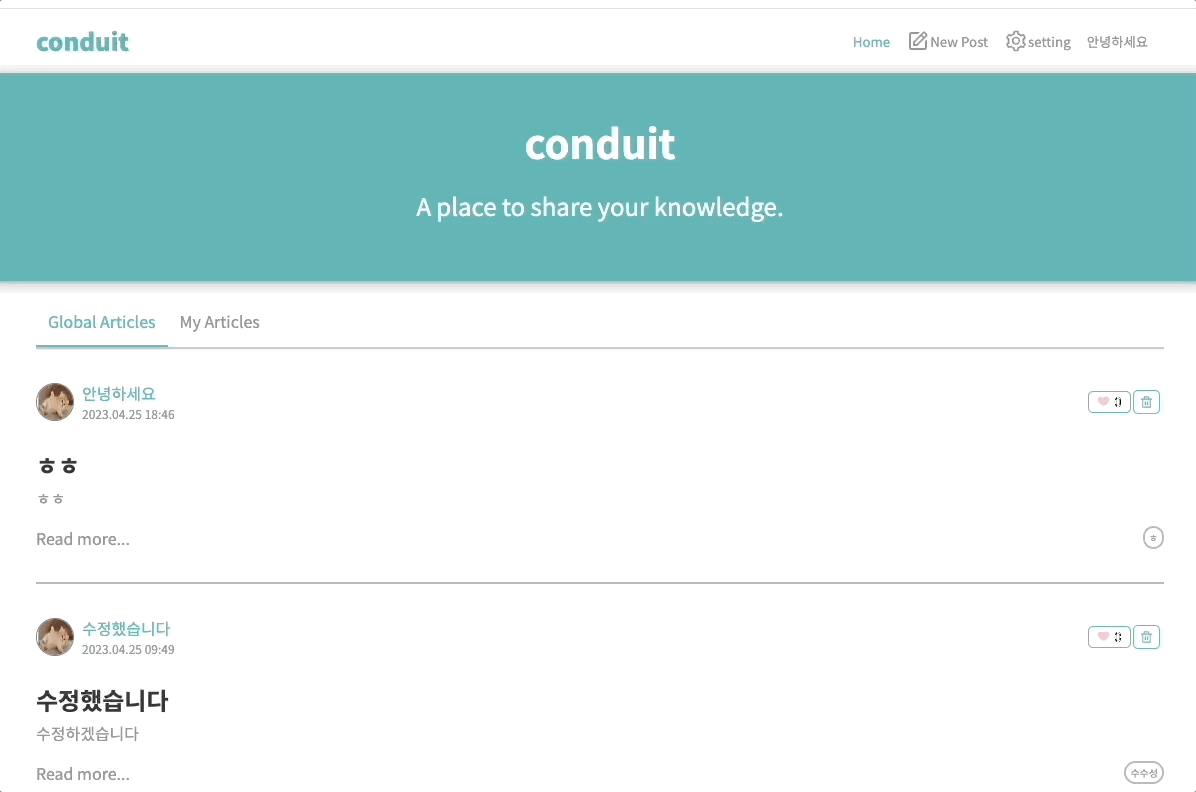 conduit
Home New Post setting 안녕하세요
conduit
A place to share your knowledge.
Global Articles My Articles
안녕하세요
2023.04.25 18:46
ㅎㅎ
ㅎㅎ
Read more...
ㅎ
수정했습니다
2023.04.25 09:49
수정했습니다
수정하겠습니다
Read more...
수수성